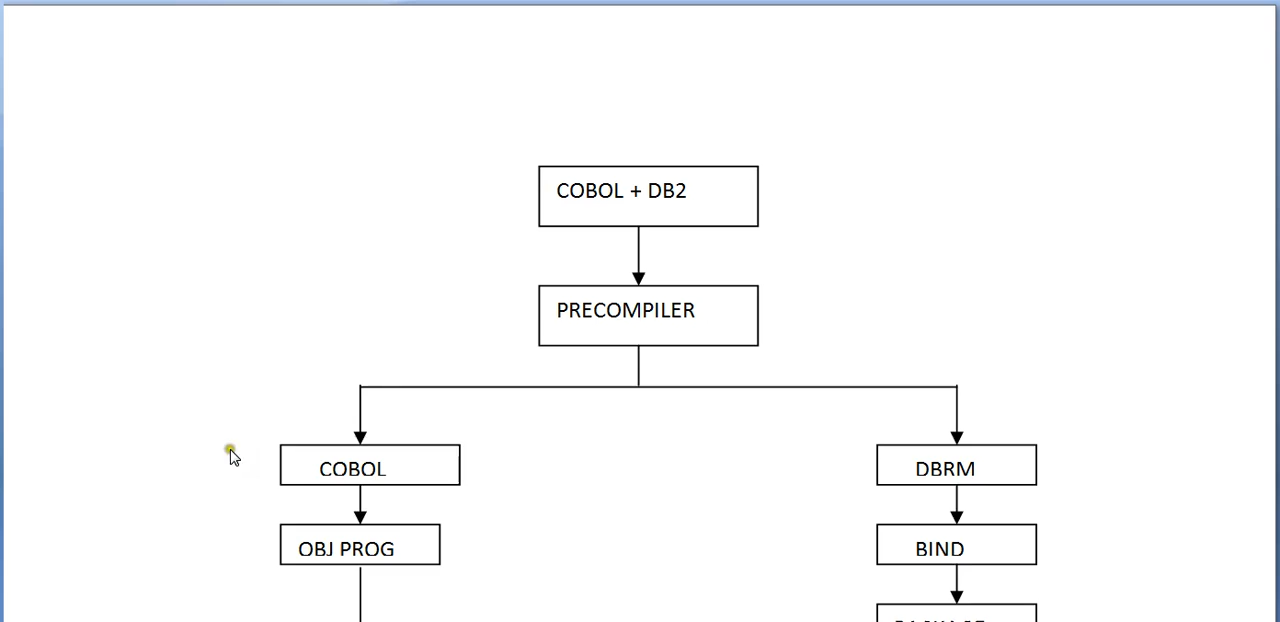 COBOL + DB2
PRECOMPILER
COBOL
DBRM
OBJ PROG
BIND